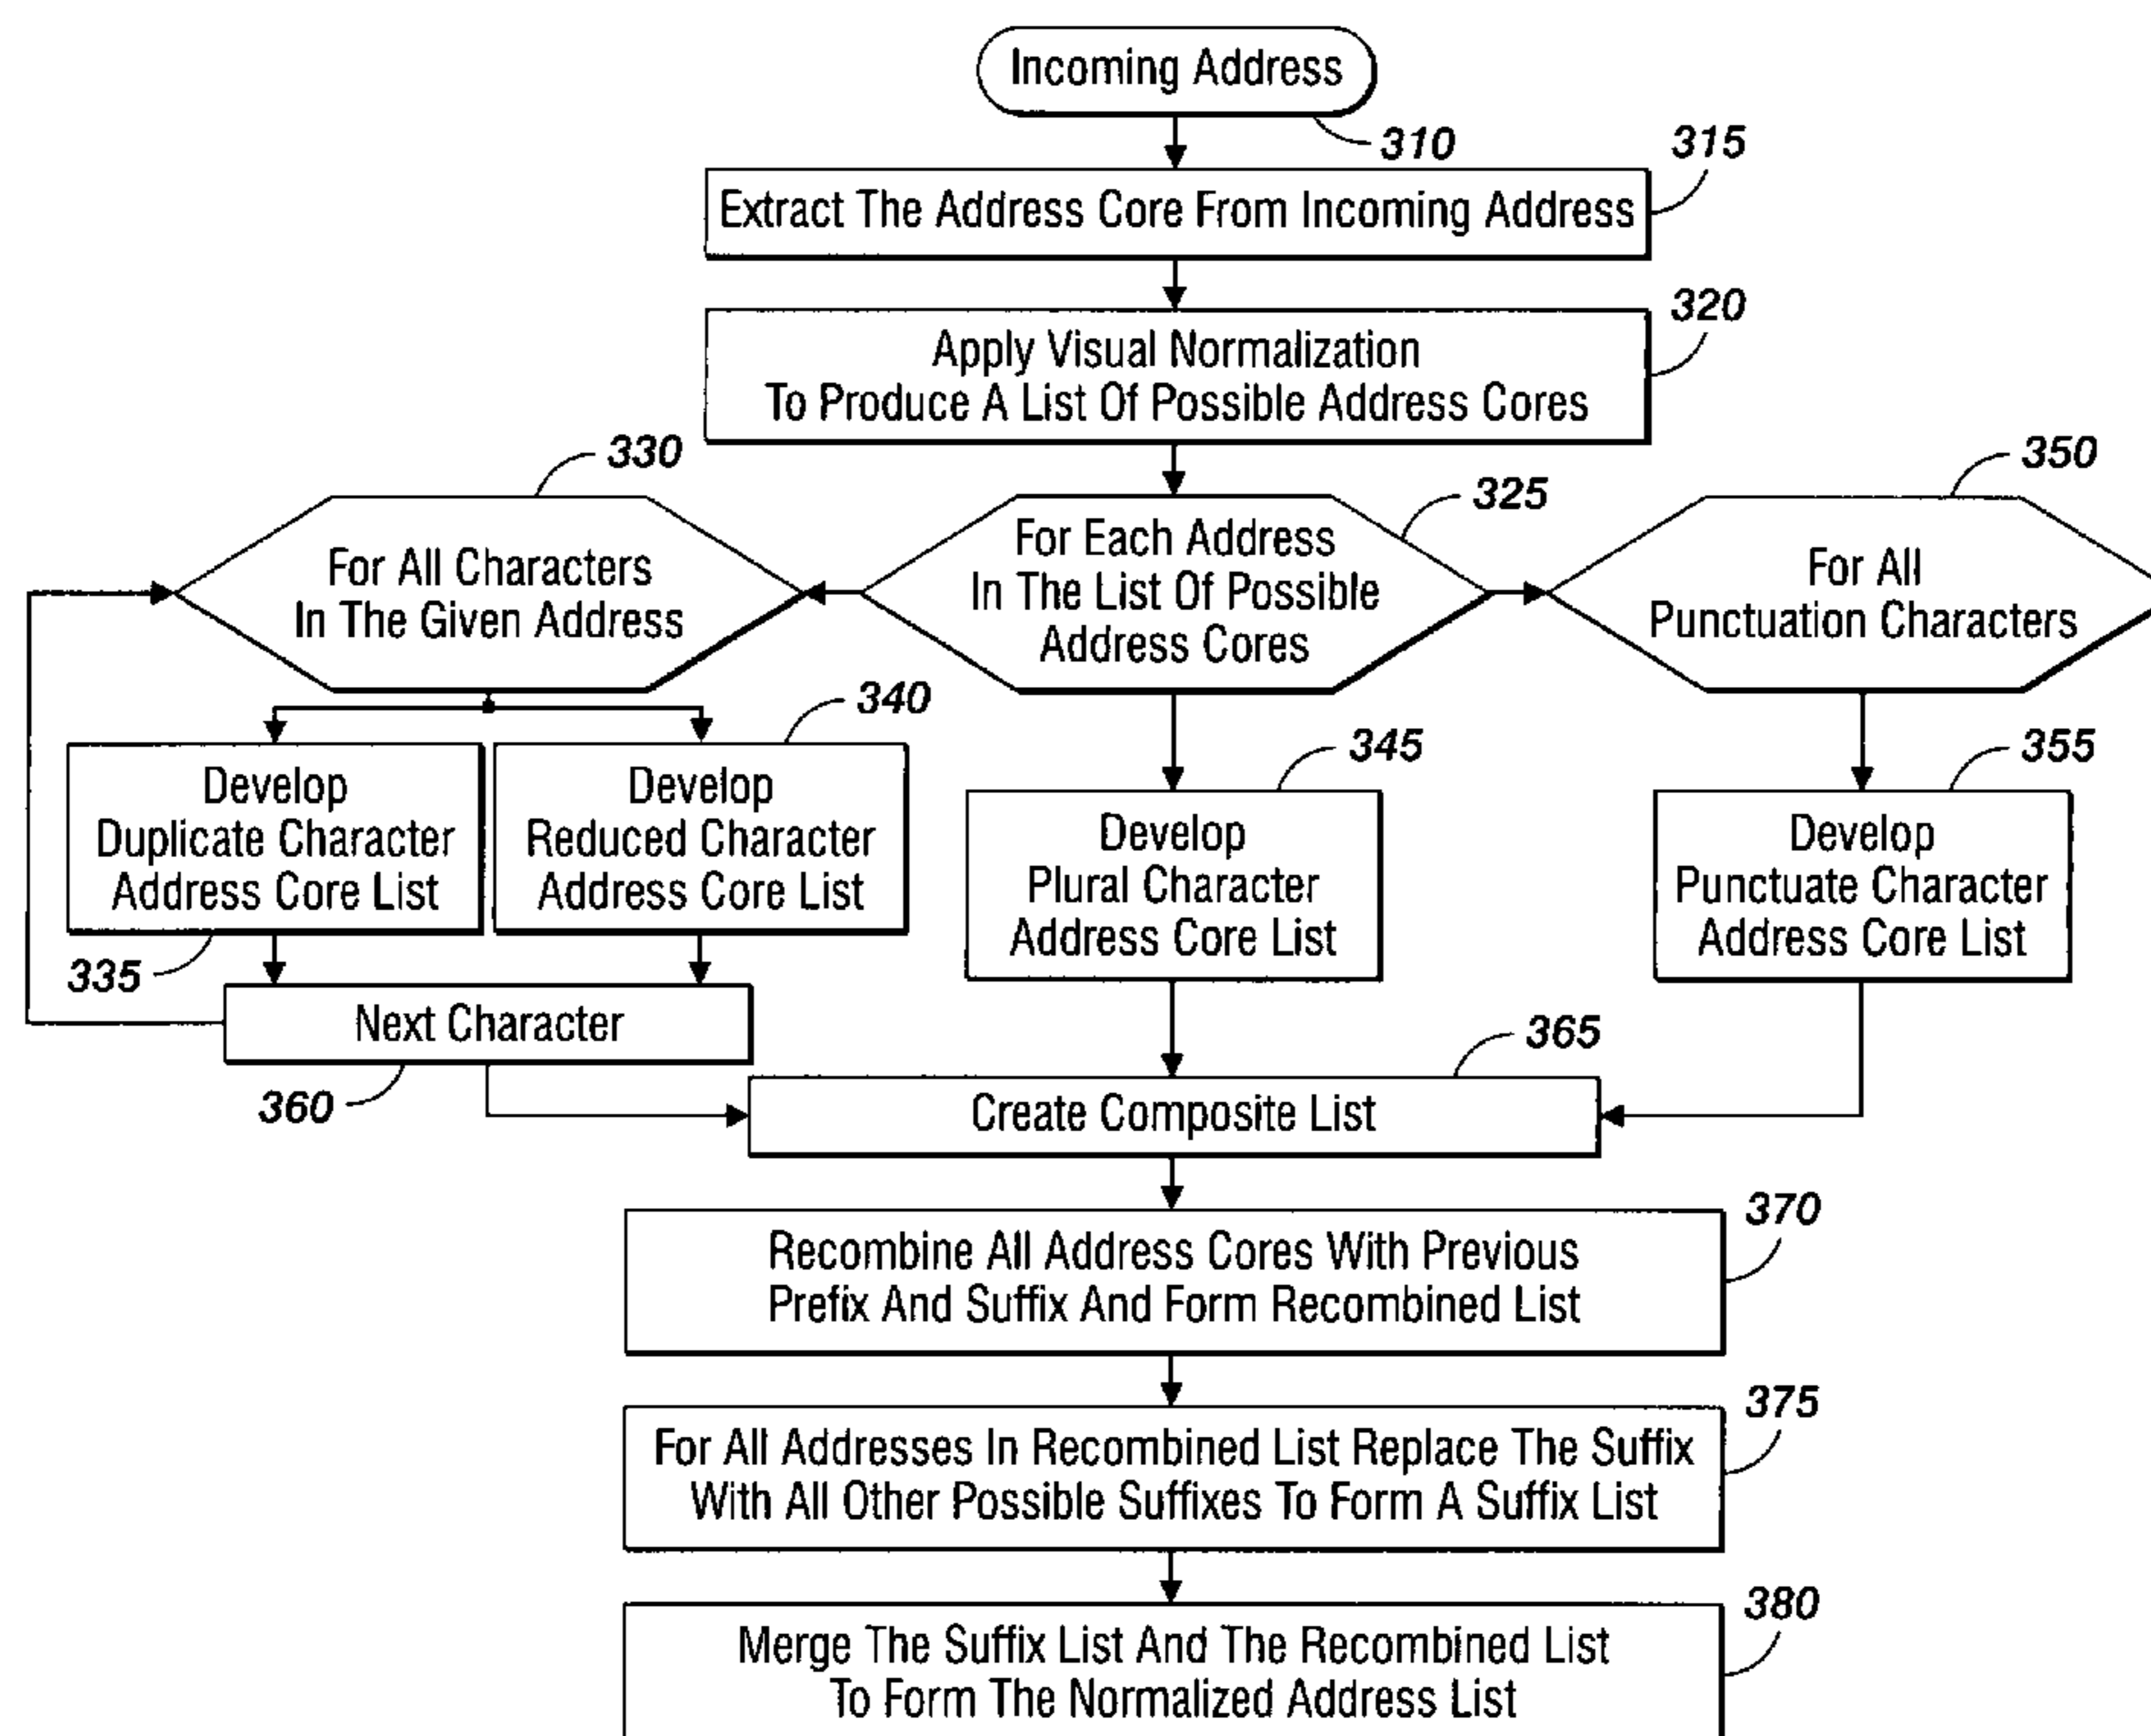 Incoming Address
310
315
Extract The Address Core From Incoming Address
320
Apply Visual Normalization
To Produce A List Of Possible Address Cores
330
350
325
For All Characters
In The Given Address
For Each Address
In The List Of Possible
Address Cores
For All
Punctuation Characters
340
345
355
Develop
Duplicate Character
Address Core List
Develop
Reduced Character
Address Core List
Develop
Plural Character
Address Core List
Develop
Punctuate Character
Address Core List
335
Next Character
360
365
Create Composite List
370
Recombine All Address Cores With Previous
Prefix And Suffix And Form Recombined List
375
For All Addresses In Recombined List Replace The Suffix
With All Other Possible Suffixes To Form A Suffix List
380
Merge The Suffix List And The Recombined List
To Form The Normalized Address List